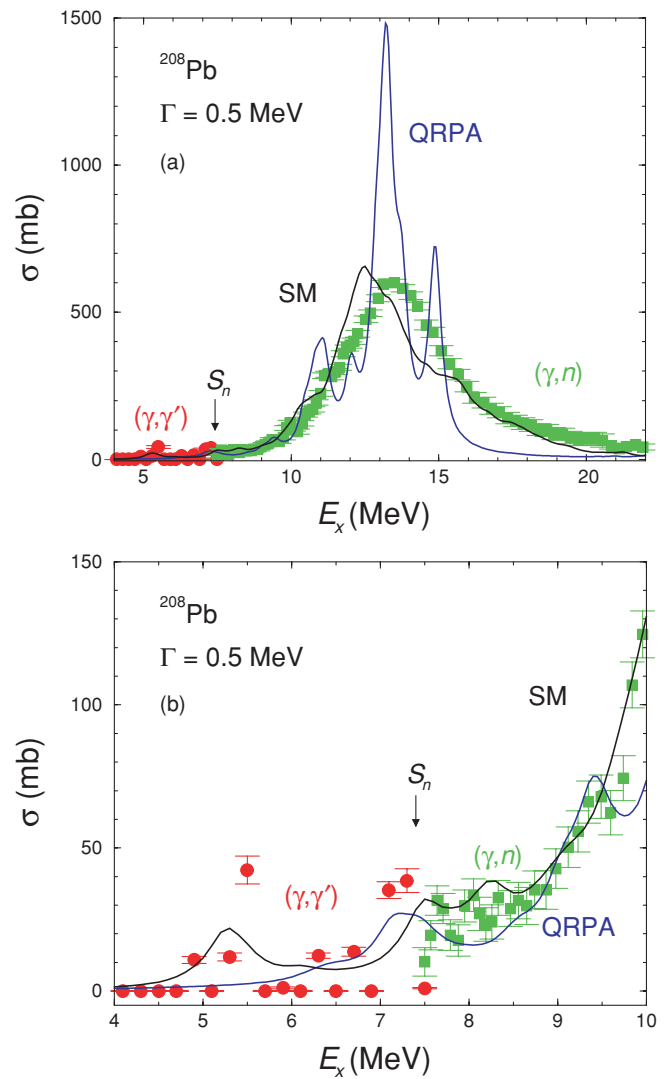 1500
1000
500
0
σ (mb)
²⁰⁸Pb
Γ = 0.5 MeV
(a)
QRPA
SM
Sₙ
(γ,γ′)
(γ,n)
5 10 15 20
Eₓ (MeV)
150
100
50
0
σ (mb)
²⁰⁸Pb
Γ = 0.5 MeV
(b)
SM
Sₙ
(γ,n)
(γ,γ′)
QRPA
4 5 6 7 8 9 10
Eₓ (MeV)